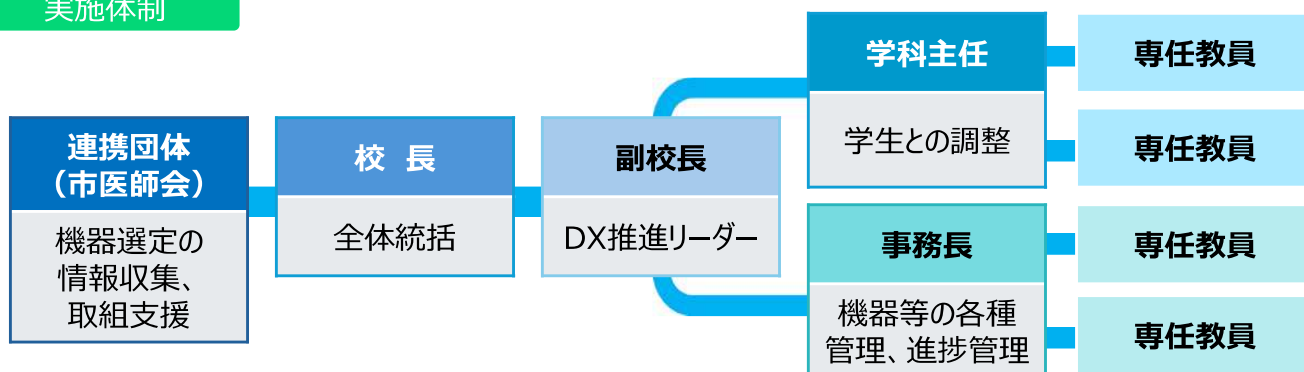 実施体制
連携団体
（市医師会）
機器選定の
情報収集、
取組支援
校　長
全体統括
副校長
DX推進リーダー
学科主任
学生との調整
専任教員
専任教員
事務長
機器等の各種
管理、進捗管理
専任教員
専任教員